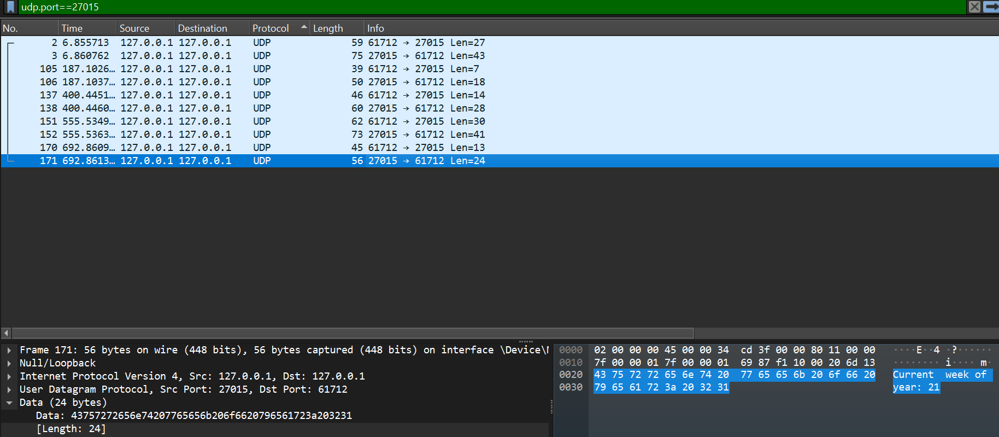 udp.port==27015
No. Time Source Destination Protocol Length Info
2 6.855713 127.0.0.1 127.0.0.1 UDP 59 61712 → 27015 Len=27
3 6.860762 127.0.0.1 127.0.0.1 UDP 75 27015 → 61712 Len=43
105 187.1026… 127.0.0.1 127.0.0.1 UDP 39 61712 → 27015 Len=7
106 187.1037… 127.0.0.1 127.0.0.1 UDP 50 27015 → 61712 Len=18
137 400.4451… 127.0.0.1 127.0.0.1 UDP 46 61712 → 27015 Len=14
138 400.4460… 127.0.0.1 127.0.0.1 UDP 60 27015 → 61712 Len=28
151 555.5349… 127.0.0.1 127.0.0.1 UDP 62 61712 → 27015 Len=30
152 555.5363… 127.0.0.1 127.0.0.1 UDP 73 27015 → 61712 Len=41
170 692.8609… 127.0.0.1 127.0.0.1 UDP 45 61712 → 27015 Len=13
171 692.8613… 127.0.0.1 127.0.0.1 UDP 56 27015 → 61712 Len=24
Frame 171: 56 bytes on wire (448 bits), 56 bytes captured (448 bits) on interface \Device\N
Null/Loopback
Internet Protocol Version 4, Src: 127.0.0.1, Dst: 127.0.0.1
User Datagram Protocol, Src Port: 27015, Dst Port: 61712
Data (24 bytes)
Data: 43757272656e74207765656b206f6620796561723a203231
[Length: 24]
0000 02 00 00 00 45 00 00 34 cd 3f 00 00 80 11 00 00 ····E··4 ·?······
0010 7f 00 00 01 7f 00 00 01 69 87 f1 10 00 20 6d 13 ········ i···· m·
0020 43 75 72 72 65 6e 74 20 77 65 65 6b 20 6f 66 20 Current week of
0030 79 65 61 72 3a 20 32 31 year: 21